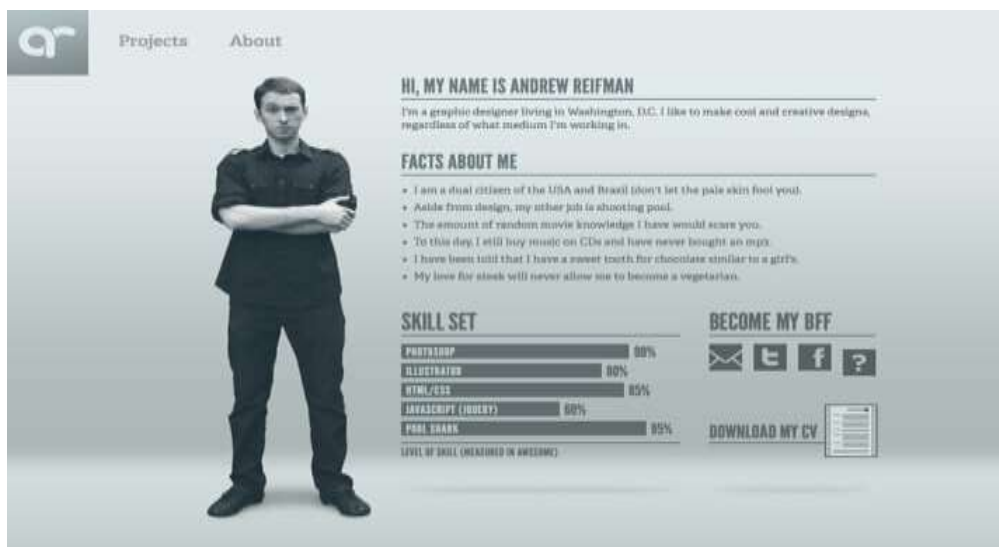 ar
Projects About
HI, MY NAME IS ANDREW REIFMAN
I'm a graphic designer living in Washington, D.C. I like to make cool and creative designs,
regardless of what medium I'm working in.
FACTS ABOUT ME
• I am a dual citizen of the USA and Brazil (don't let the pale skin fool you).
• Aside from design, my other job is shooting pool.
• The amount of random movie knowledge I have would scare you.
• To this day, I still buy music on CDs and have never bought an mp3.
• I have been told that I have a sweet tooth for chocolate similar to a girl's.
• My love for steak will never allow me to become a vegetarian.
SKILL SET
PHOTOSHOP
ILLUSTRATOR 80%
HTML/CSS 85%
JAVASCRIPT (JQUERY) 60%
POOL SHARK 95%
LEVEL OF SKILL (MEASURED IN AWESOME)
BECOME MY BFF
t f ?
DOWNLOAD MY CV